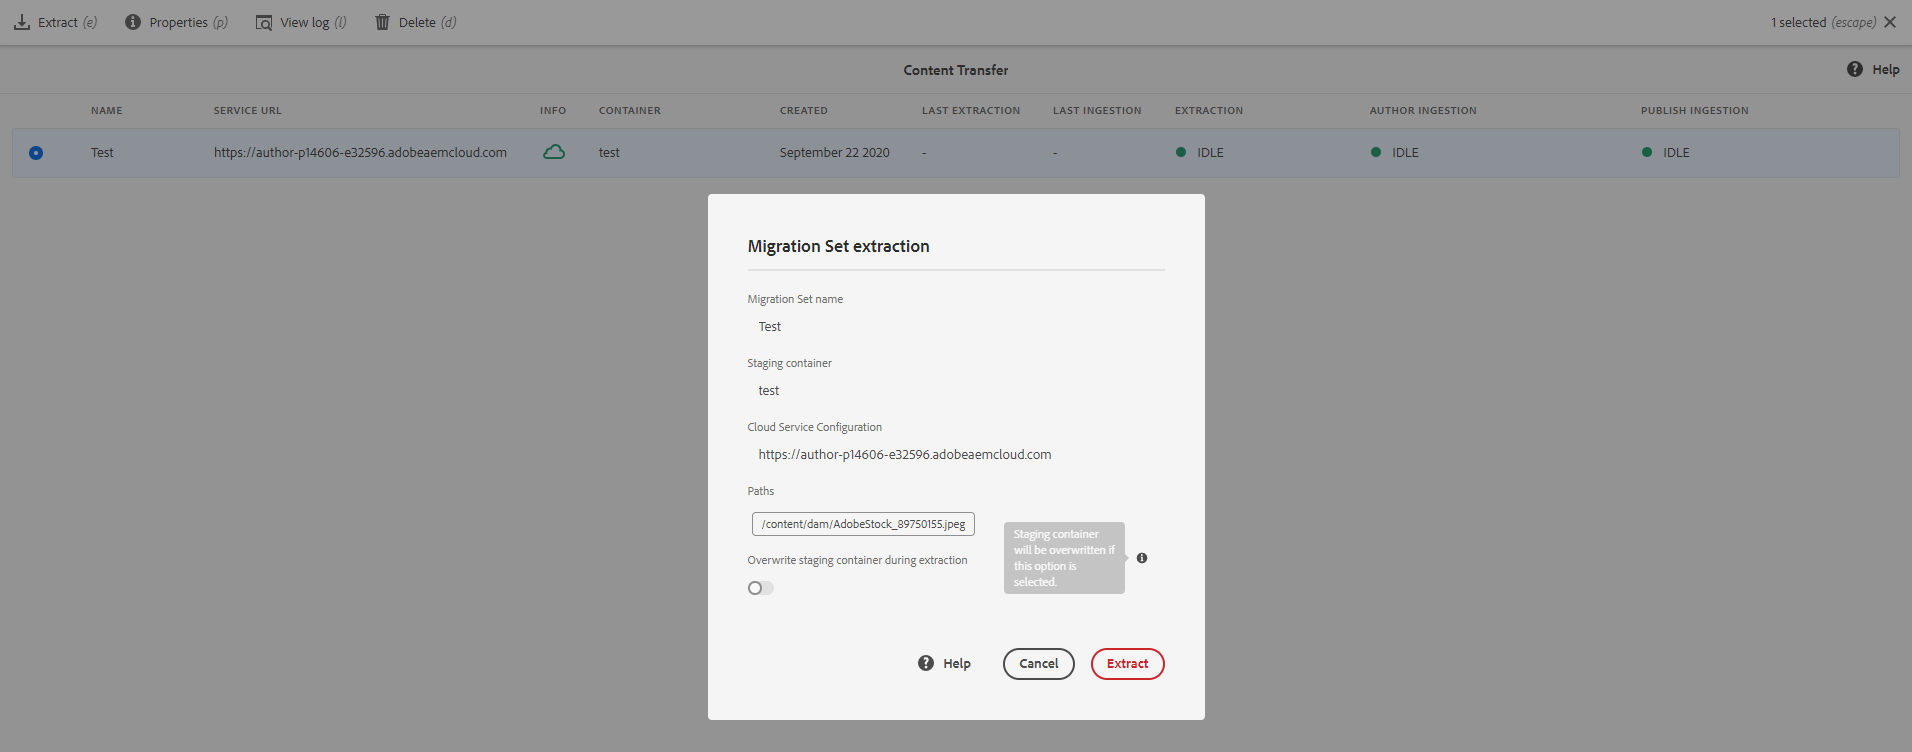 Extract (e) Properties (p) View log (l) Delete (d) 1 selected (escape)
Content Transfer Help
NAME SERVICE URL INFO CONTAINER CREATED LAST EXTRACTION LAST INGESTION EXTRACTION AUTHOR INGESTION PUBLISH INGESTION
Test https://author-p14606-e32596.adobeaemcloud.com test September 22 2020 - - IDLE IDLE IDLE
Migration Set extraction
Migration Set name
Test
Staging container
test
Cloud Service Configuration
https://author-p14606-e32596.adobeaemcloud.com
Paths
/content/dam/AdobeStock_89750155.jpeg
Overwrite staging container during extraction
Staging container
will be overwritten if
this option is
selected.
Help Cancel Extract